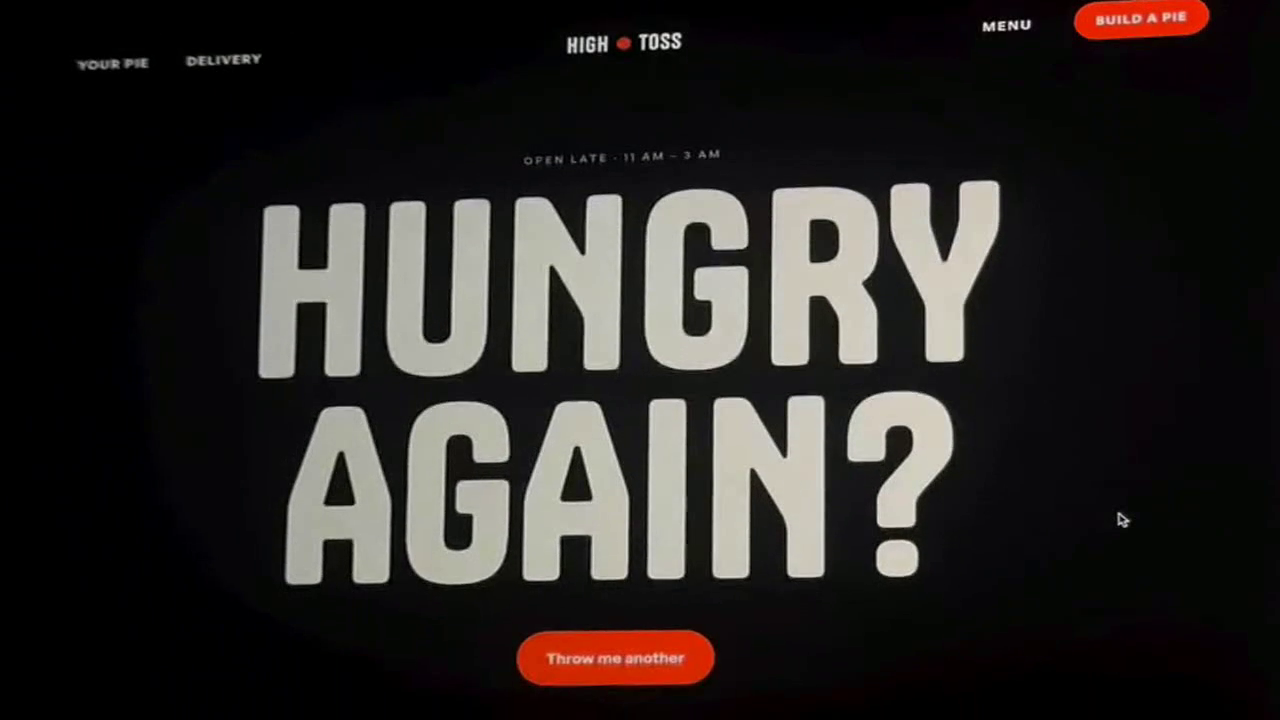 YOUR PIE
DELIVERY
HIGH TOSS
MENU
BUILD A PIE
OPEN LATE · 11 AM – 3 AM
HUNGRY
AGAIN?
Throw me another